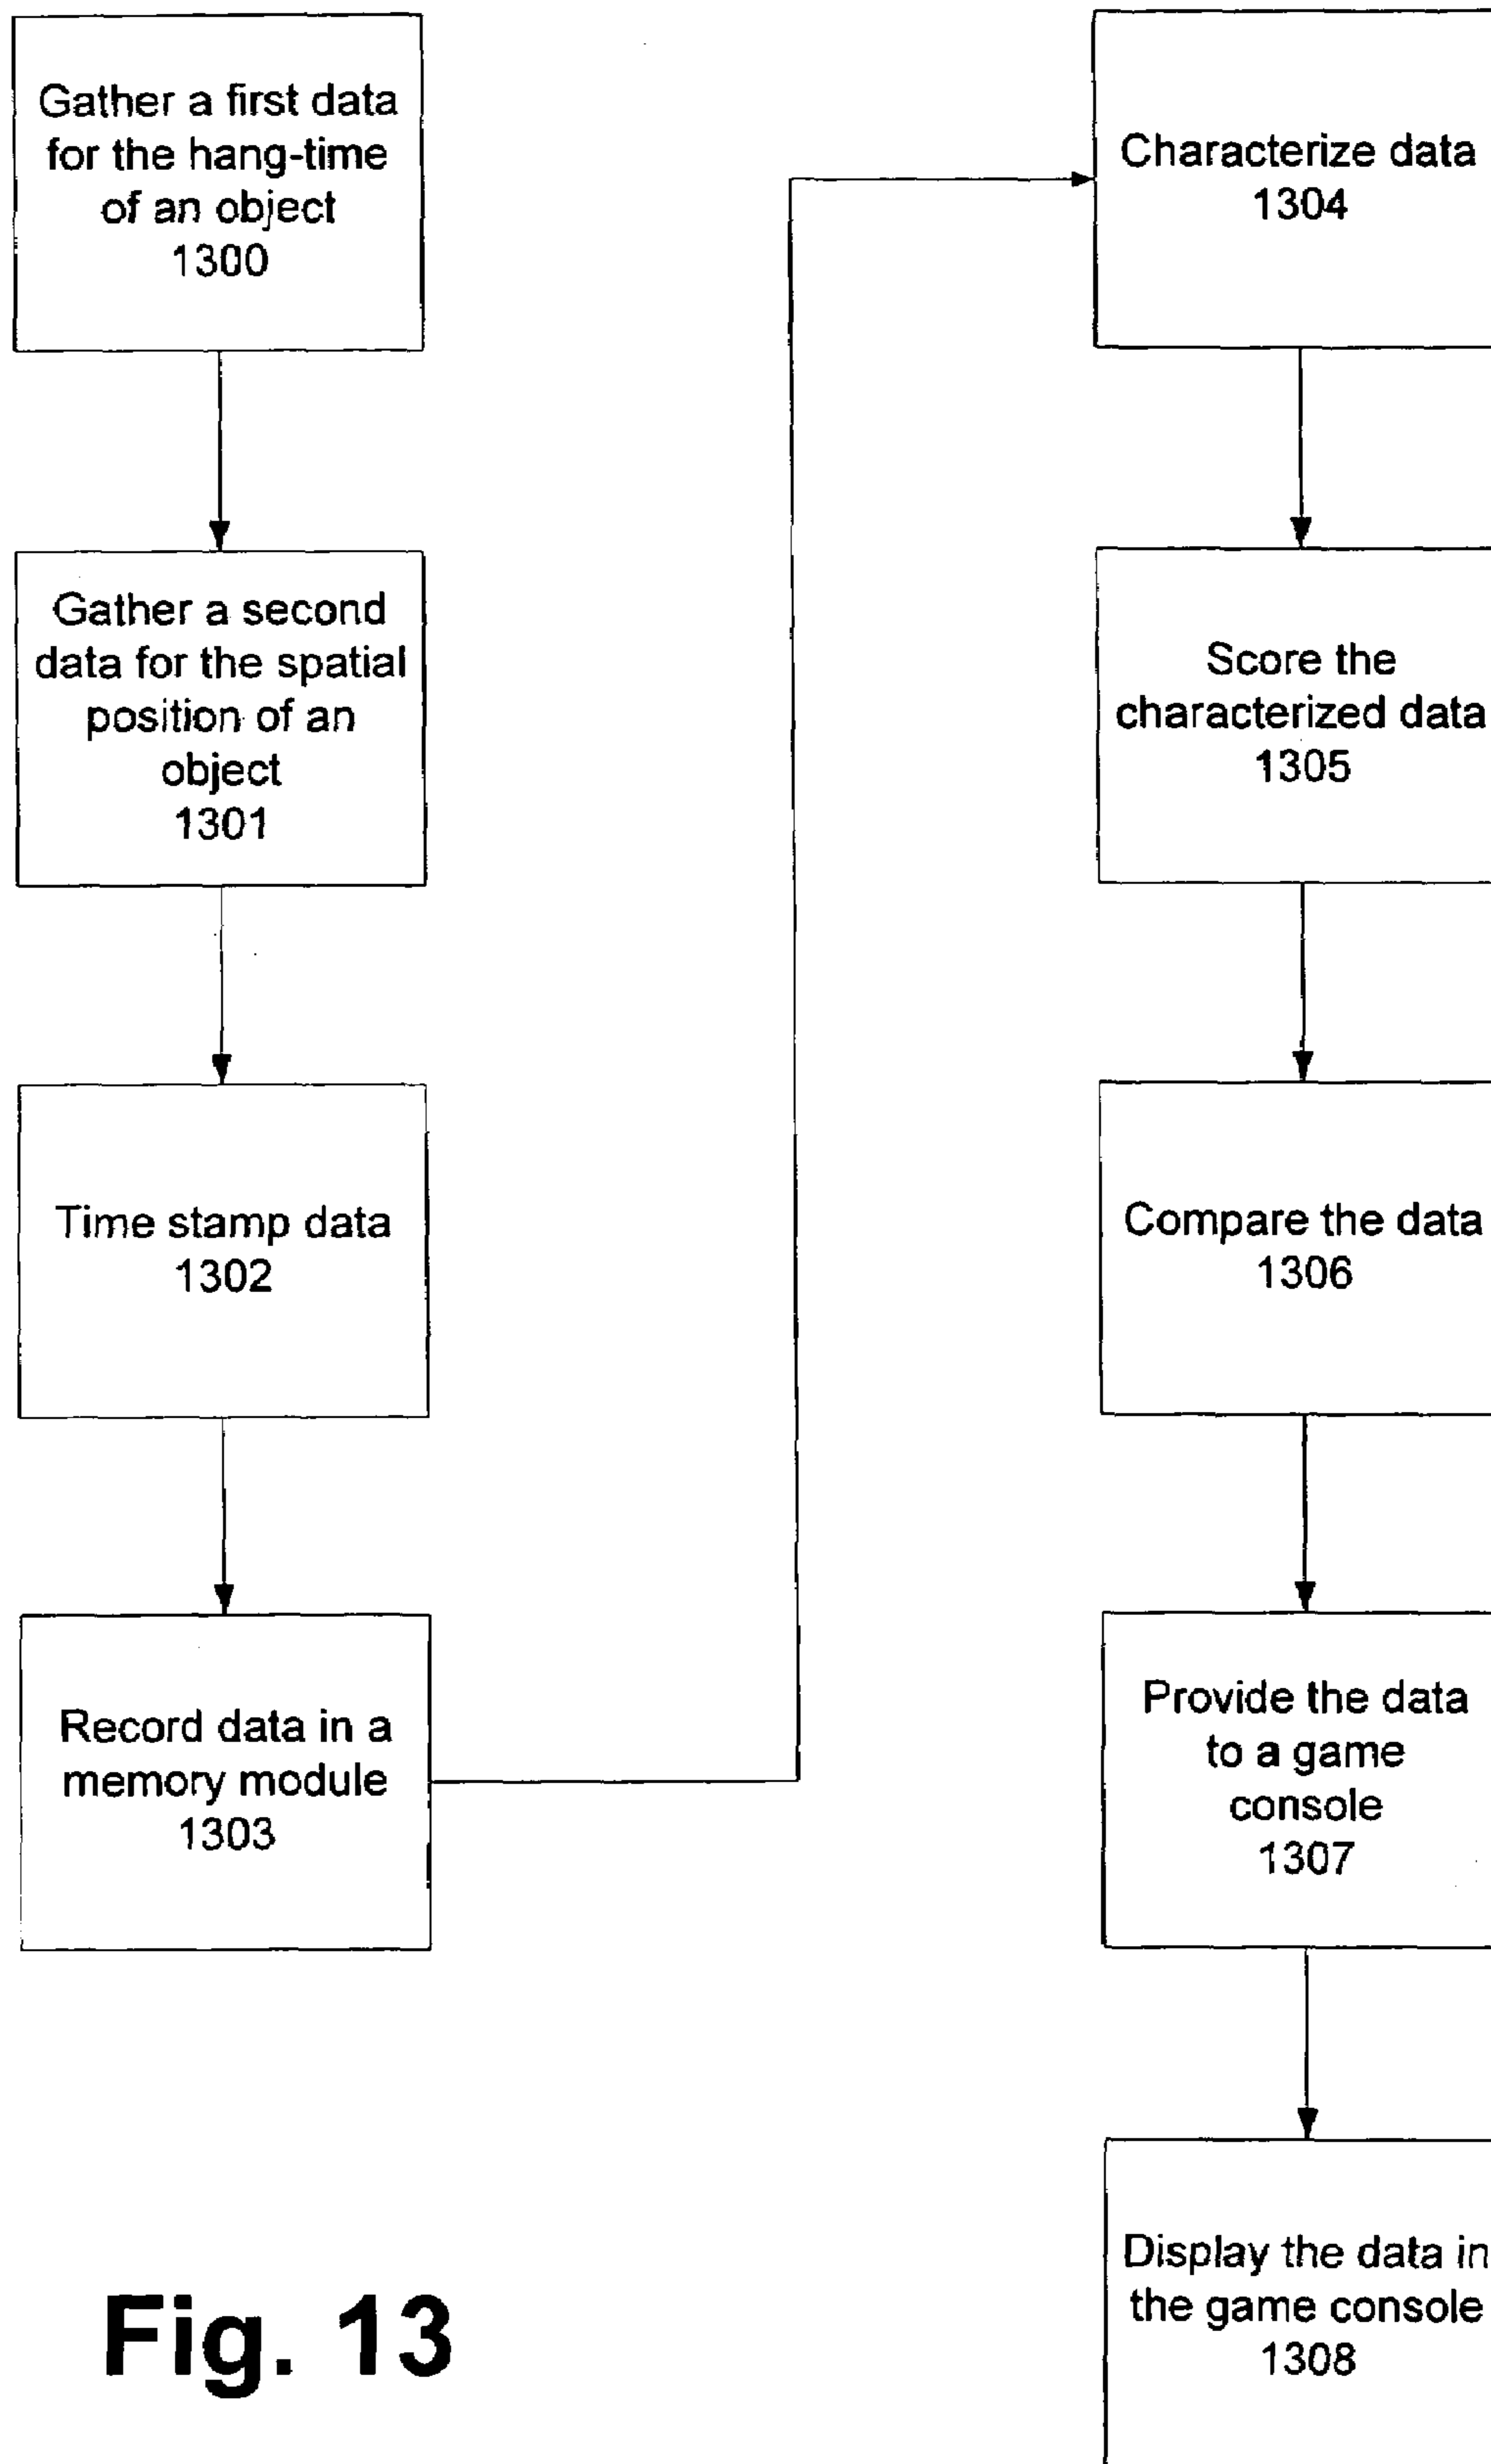 Gather a first data
for the hang-time
of an object
1300
Gather a second
data for the spatial
position of an
object
1301
Time stamp data
1302
Record data in a
memory module
1303
Characterize data
1304
Score the
characterized data
1305
Compare the data
1306
Provide the data
to a game
console
1307
Display the data in
the game console
1308
Fig. 13